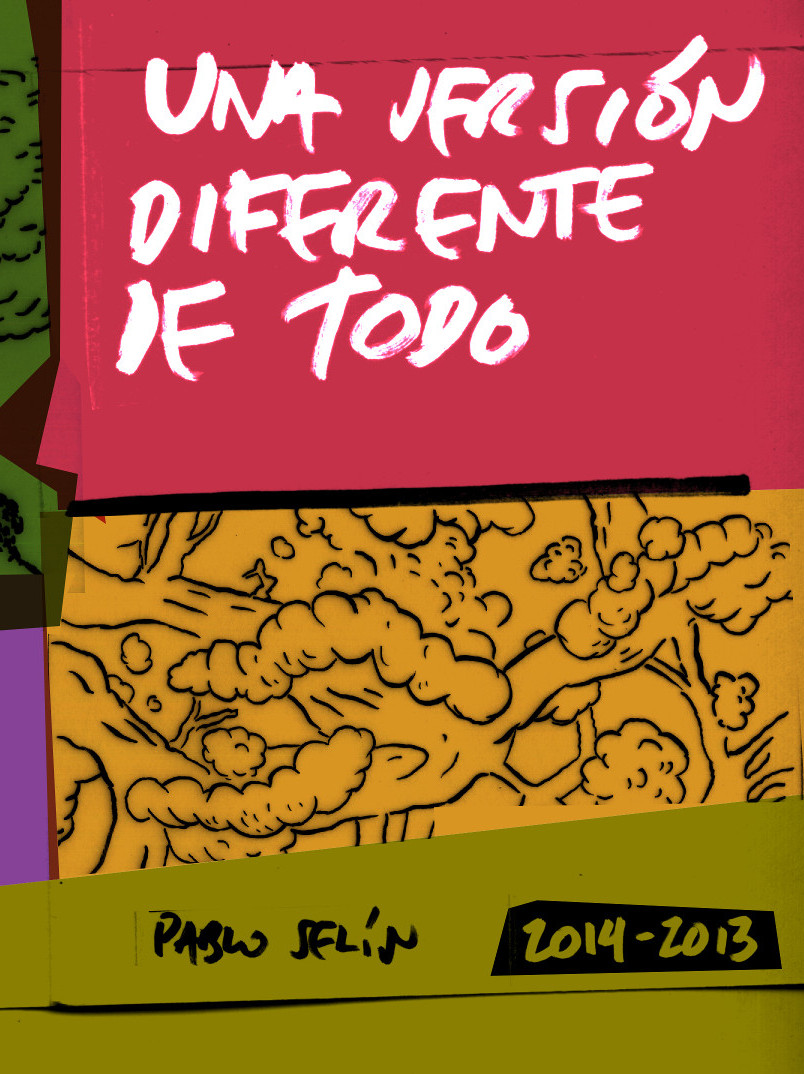 UNA VERSIÓN
DIFERENTE
DE TODO
PABLO SELÍN
2014-2013